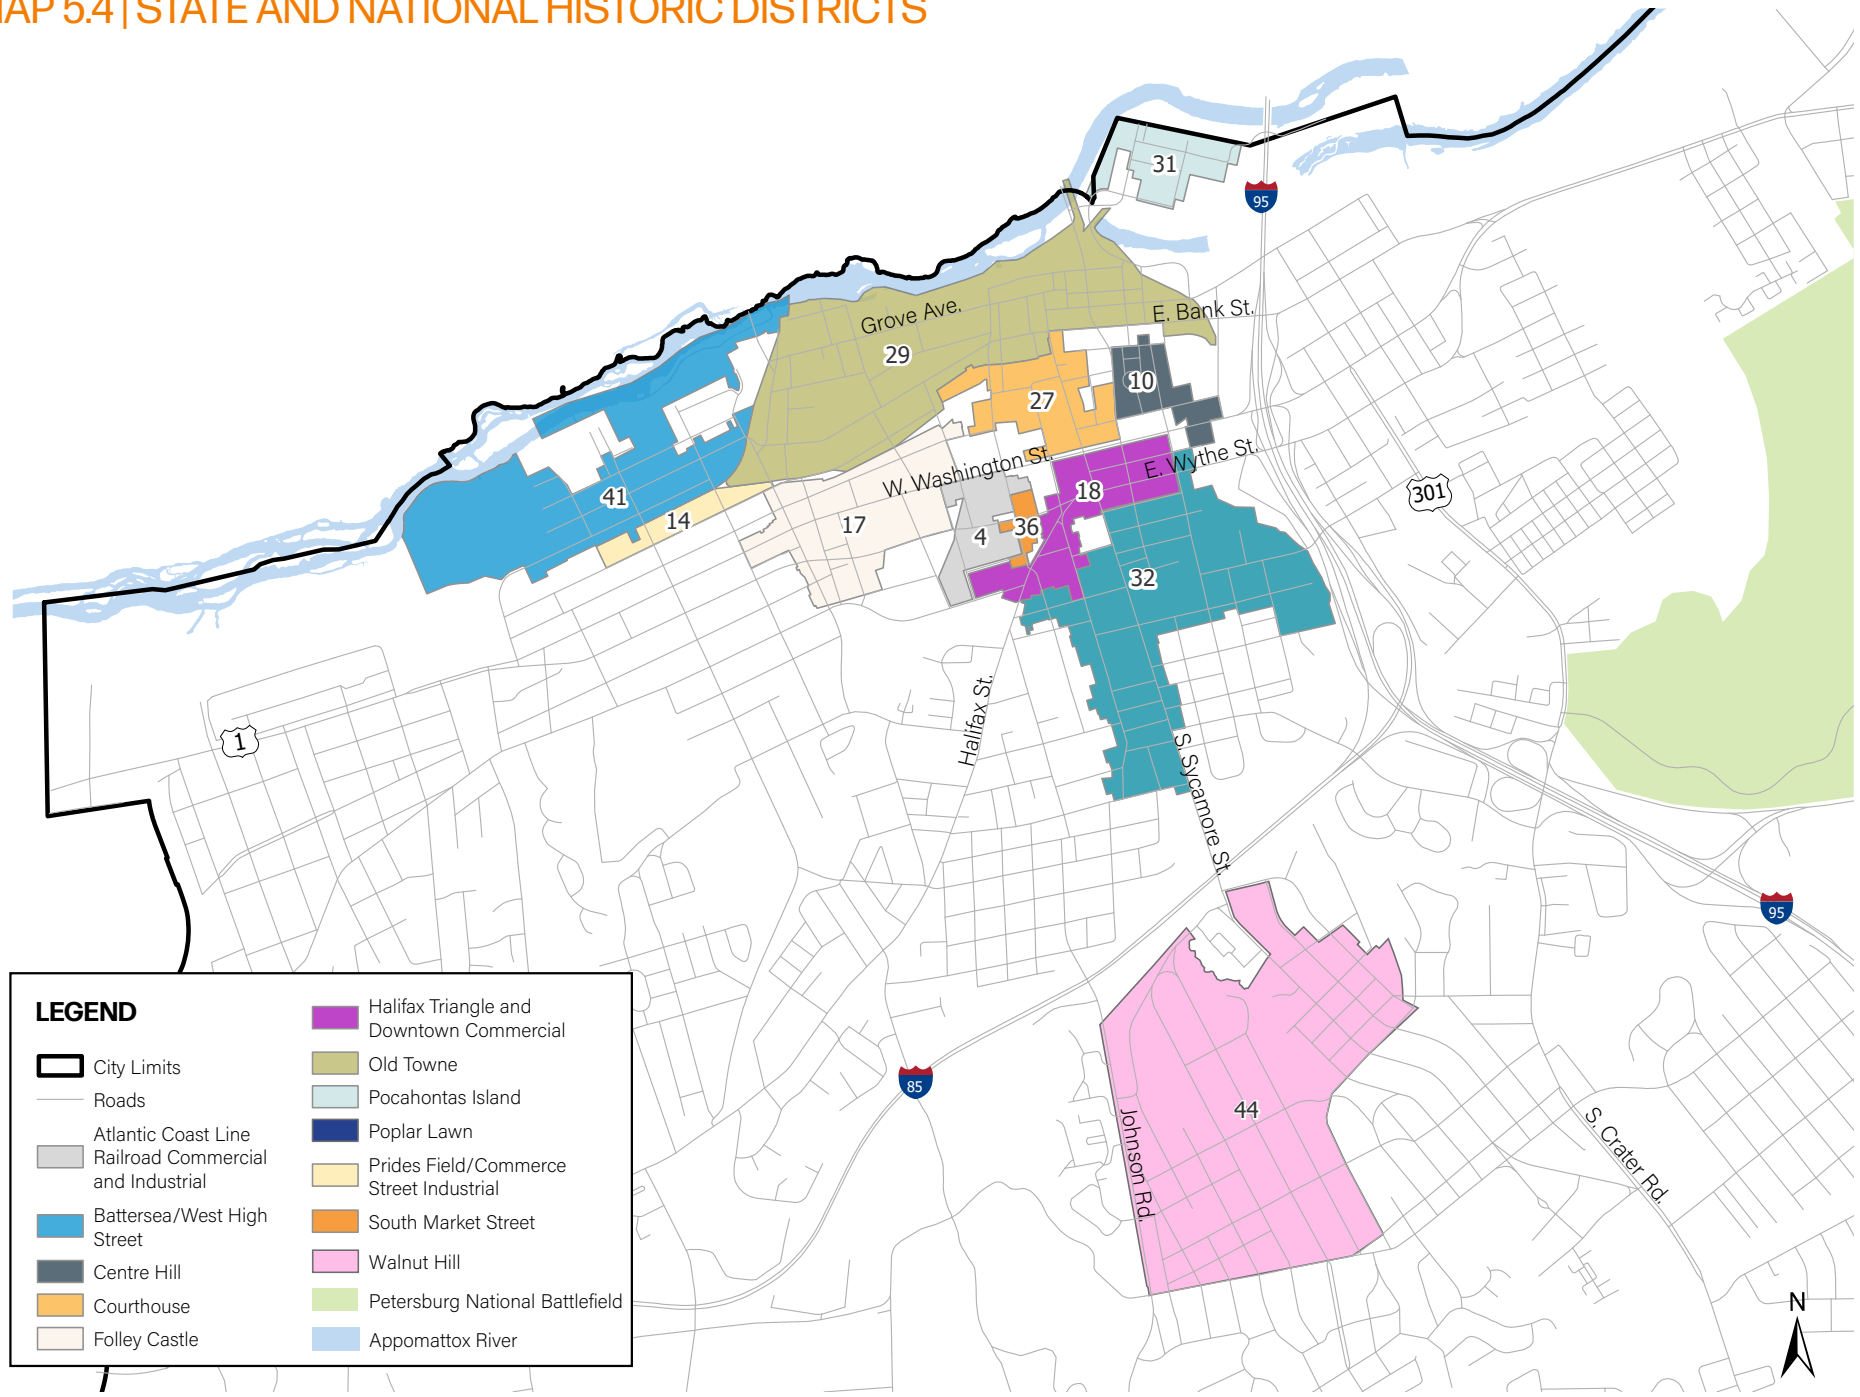 MAP 5.4 | STATE AND NATIONAL HISTORIC DISTRICTS
31
95
Grove Ave.
E. Bank St.
29
10
27
W. Washington St.
E. Wythe St.
18
301
41
14
17
36
4
32
Halifax St.
1
S. Sycamore St.
95
85
44
Johnson Rd.
S. Crater Rd.
N
LEGEND
City Limits
Roads
Atlantic Coast Line
Railroad Commercial
and Industrial
Battersea/West High
Street
Centre Hill
Courthouse
Folley Castle
Halifax Triangle and
Downtown Commercial
Old Towne
Pocahontas Island
Poplar Lawn
Prides Field/Commerce
Street Industrial
South Market Street
Walnut Hill
Petersburg National Battlefield
Appomattox River